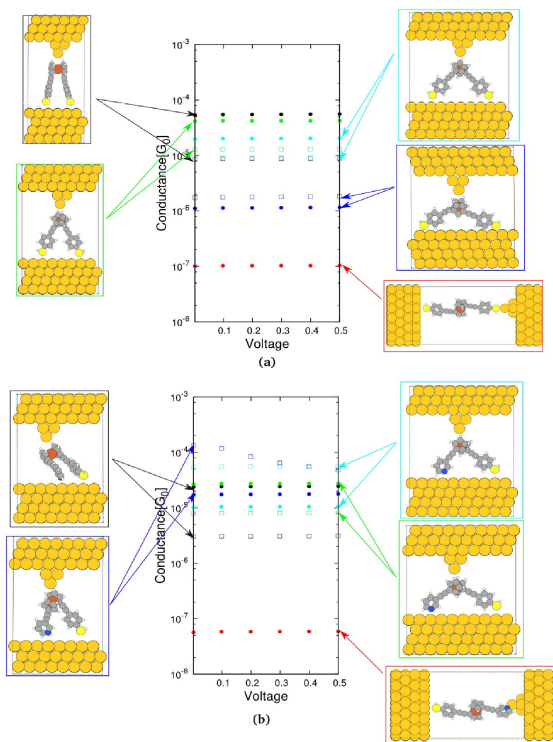 (a)
10⁻³
10⁻⁴
10⁻⁵
10⁻⁶
10⁻⁷
10⁻⁸
Conductance[G₀]
0.1 0.2 0.3 0.4 0.5
Voltage
(a)
(b)
10⁻³
10⁻⁴
10⁻⁵
10⁻⁶
10⁻⁷
10⁻⁸
Conductance[G₀]
0.1 0.2 0.3 0.4 0.5
Voltage
(b)